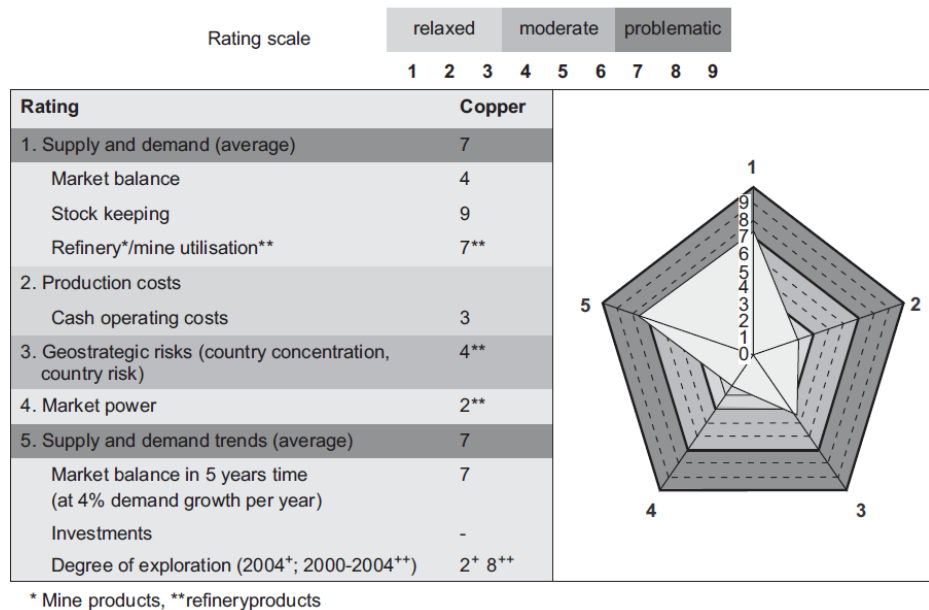 Rating scale
relaxed moderate problematic
1 2 3 4 5 6 7 8 9
Rating Copper
1. Supply and demand (average) 7
Market balance 4
Stock keeping 9
Refinery*/mine utilisation** 7**
2. Production costs
Cash operating costs 3
3. Geostrategic risks (country concentration, 4**
country risk)
4. Market power 2**
5. Supply and demand trends (average) 7
Market balance in 5 years time 7
(at 4% demand growth per year)
Investments -
Degree of exploration (2004⁺; 2000-2004⁺⁺) 2⁺ 8⁺⁺
1
9
8
7
6
5
4
3
2
1
0
5
2
4
3
* Mine products, **refineryproducts